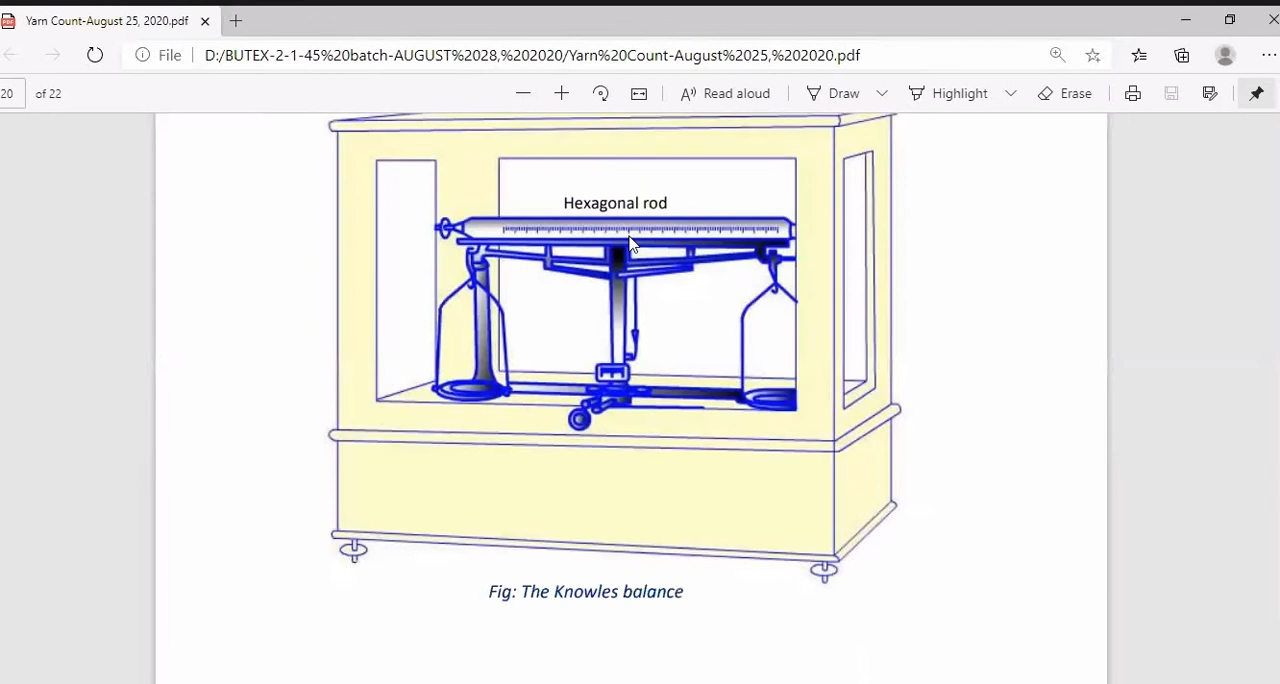 Yarn Count-August 25, 2020.pdf
File D:/BUTEX-2-1-45%20batch-AUGUST%2028,%202020/Yarn%20Count-August%2025,%202020.pdf
20 of 22 Read aloud Draw Highlight Erase
Hexagonal rod
Fig: The Knowles balance